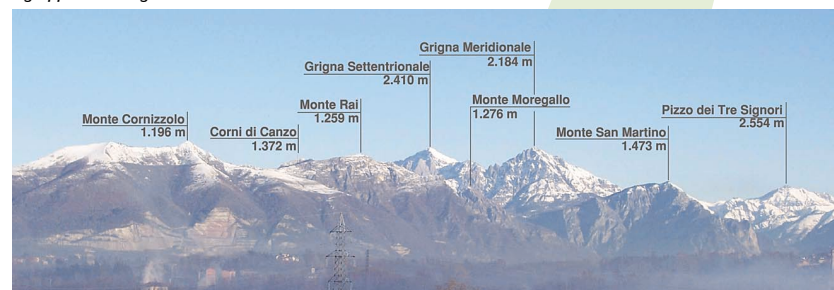 Grigna Meridionale
2.184 m
Grigna Settentrionale
2.410 m
Monte Rai
1.259 m
Monte Moregallo
1.276 m
Monte Cornizzolo
1.196 m
Corni di Canzo
1.372 m
Monte San Martino
1.473 m
Pizzo dei Tre Signori
2.554 m